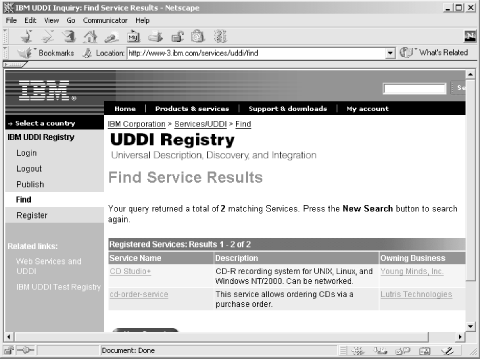 IBM UDDI Inquiry: Find Service Results - Netscape
File Edit View Go Communicator Help
Bookmarks Location: http://www-3.ibm.com/services/uddi/find What's Related
IBM®
Home Products & services Support & downloads My account
Select a country
IBM Corporation > Services/UDDI > Find
IBM UDDI Registry
UDDI Registry
Login
Universal Description, Discovery, and Integration
Logout
Find Service Results
Publish
Find
Register
Your query returned a total of 2 matching Services. Press the New Search button to search
again.
Related links:
Registered Services: Results 1 - 2 of 2
Service Name Description Owning Business
Web Services and
UDDI
CD Studio+ CD-R recording system for UNIX, Linux, and Young Minds, Inc.
Windows NT/2000. Can be networked.
IBM UDDI Test Registry
cd-order-service This service allows ordering CDs via a Lutris Technologies
purchase order.
Document: Done